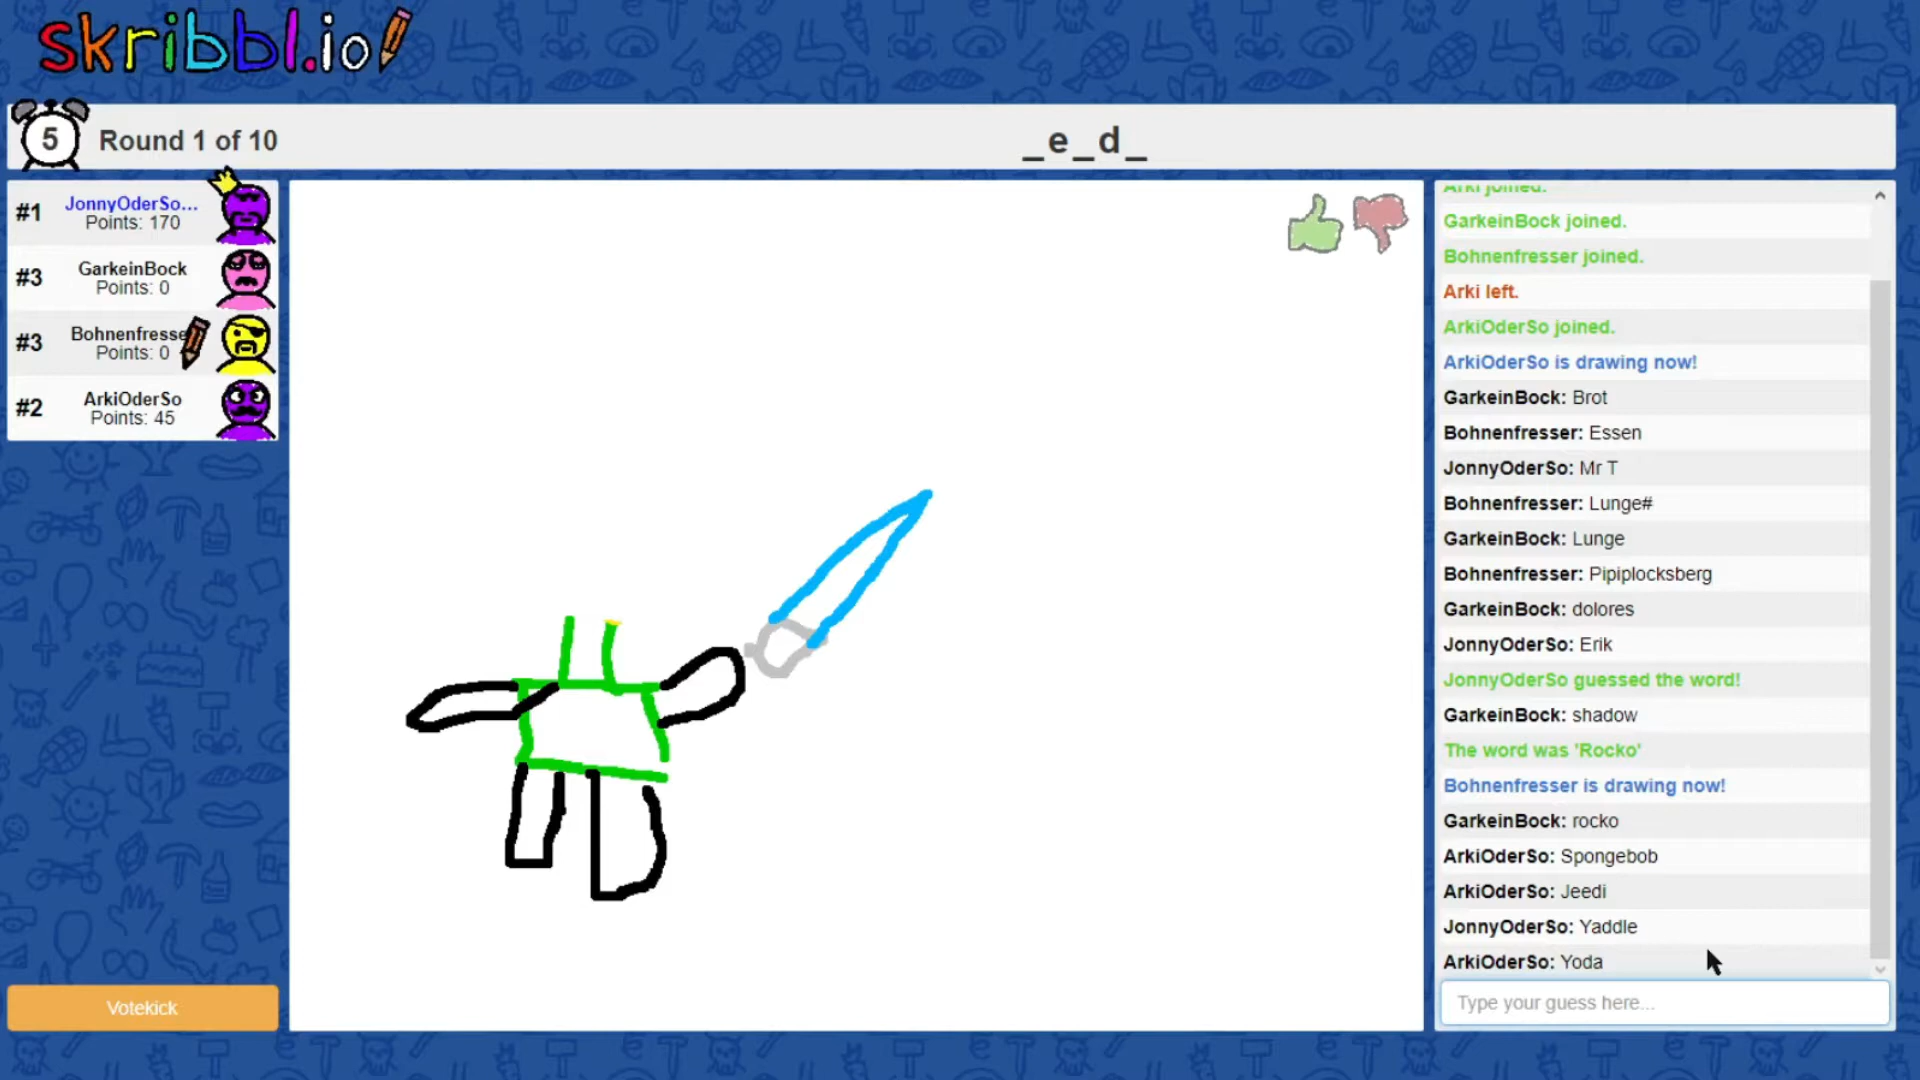 skribbl.io
5
Round 1 of 10
_e_d_
#1
JonnyOderSo...
Points: 170
#3
GarkeinBock
Points: 0
#3
Bohnenfresse
Points: 0
#2
ArkiOderSo
Points: 45
Votekick
Arki joined.
GarkeinBock joined.
Bohnenfresser joined.
Arki left.
ArkiOderSo joined.
ArkiOderSo is drawing now!
GarkeinBock: Brot
Bohnenfresser: Essen
JonnyOderSo: Mr T
Bohnenfresser: Lunge#
GarkeinBock: Lunge
Bohnenfresser: Pipiplocksberg
GarkeinBock: dolores
JonnyOderSo: Erik
JonnyOderSo guessed the word!
GarkeinBock: shadow
The word was 'Rocko'
Bohnenfresser is drawing now!
GarkeinBock: rocko
ArkiOderSo: Spongebob
ArkiOderSo: Jeedi
JonnyOderSo: Yaddle
ArkiOderSo: Yoda
Type your guess here...